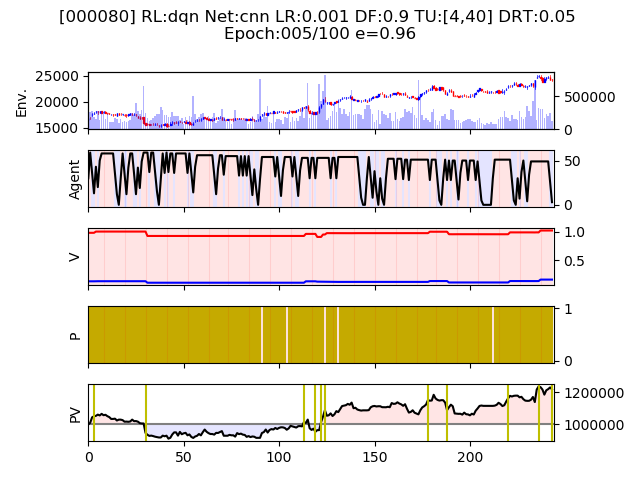 [000080] RL:dqn Net:cnn LR:0.001 DF:0.9 TU:[4,40] DRT:0.05
Epoch:005/100 e=0.96
Env.
25000
20000
15000
500000
0
Agent
50
0
V
1.0
0.5
P
1
0
PV
1200000
1000000
0 50 100 150 200